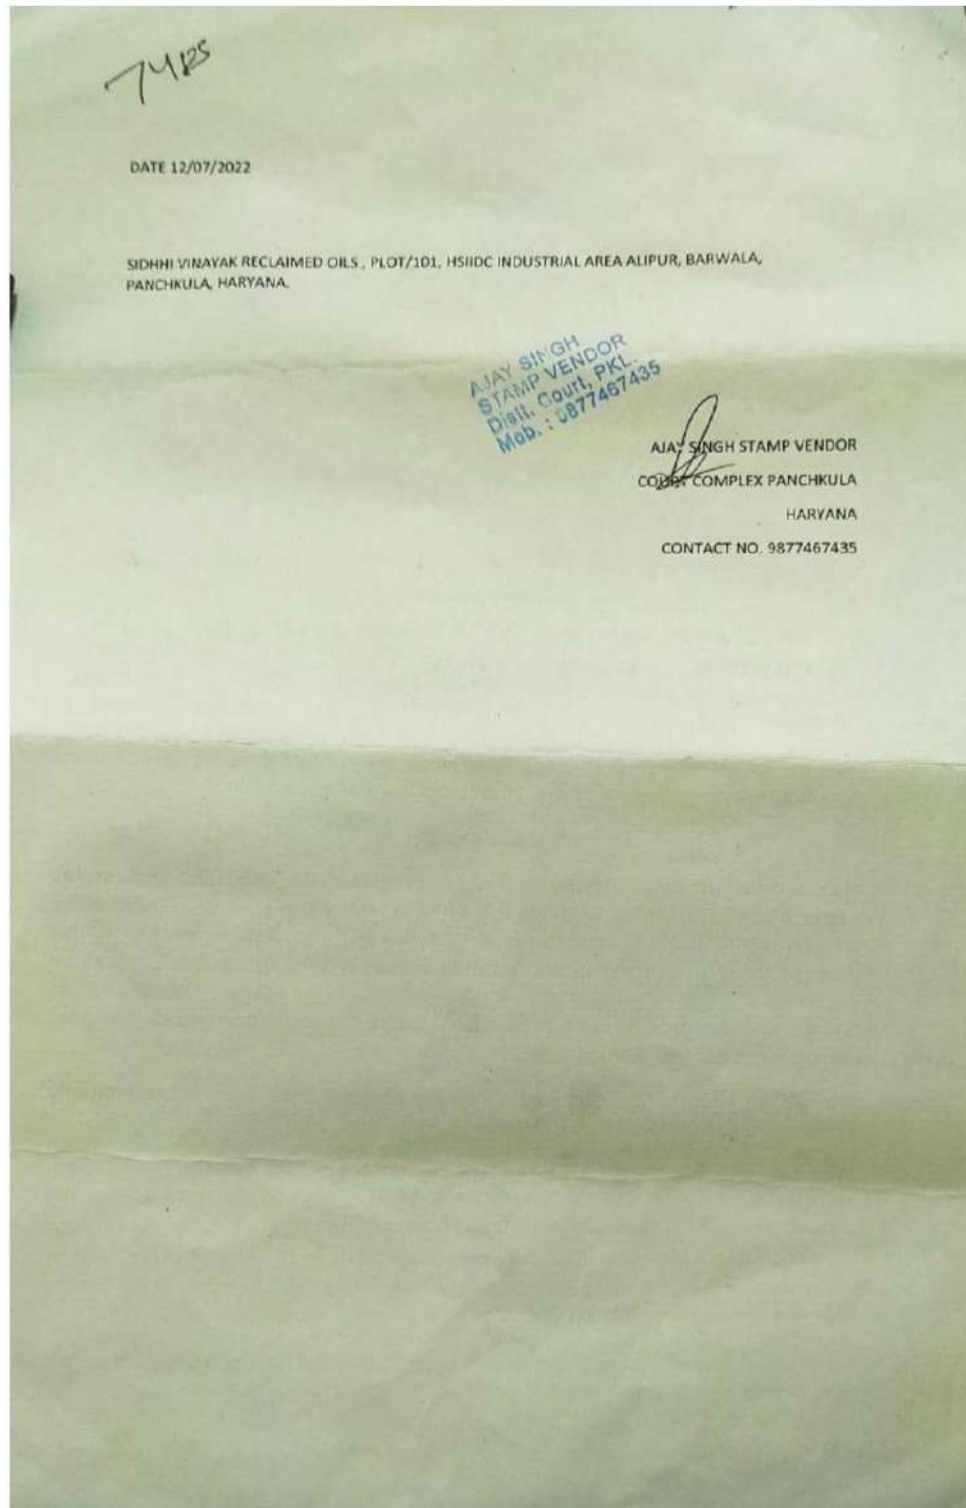 DATE 12/07/2022
SIDHHI VINAYAK RECLAIMED OILS , PLOT/101, HSIIDC INDUSTRIAL AREA ALIPUR, BARWALA,
PANCHKULA, HARYANA.
AJAY SINGH
STAMP VENDOR
Distt. Court, PKL.
Mob. : 9877467435
AJAY SINGH STAMP VENDOR
COURT COMPLEX PANCHKULA
HARYANA
CONTACT NO. 9877467435